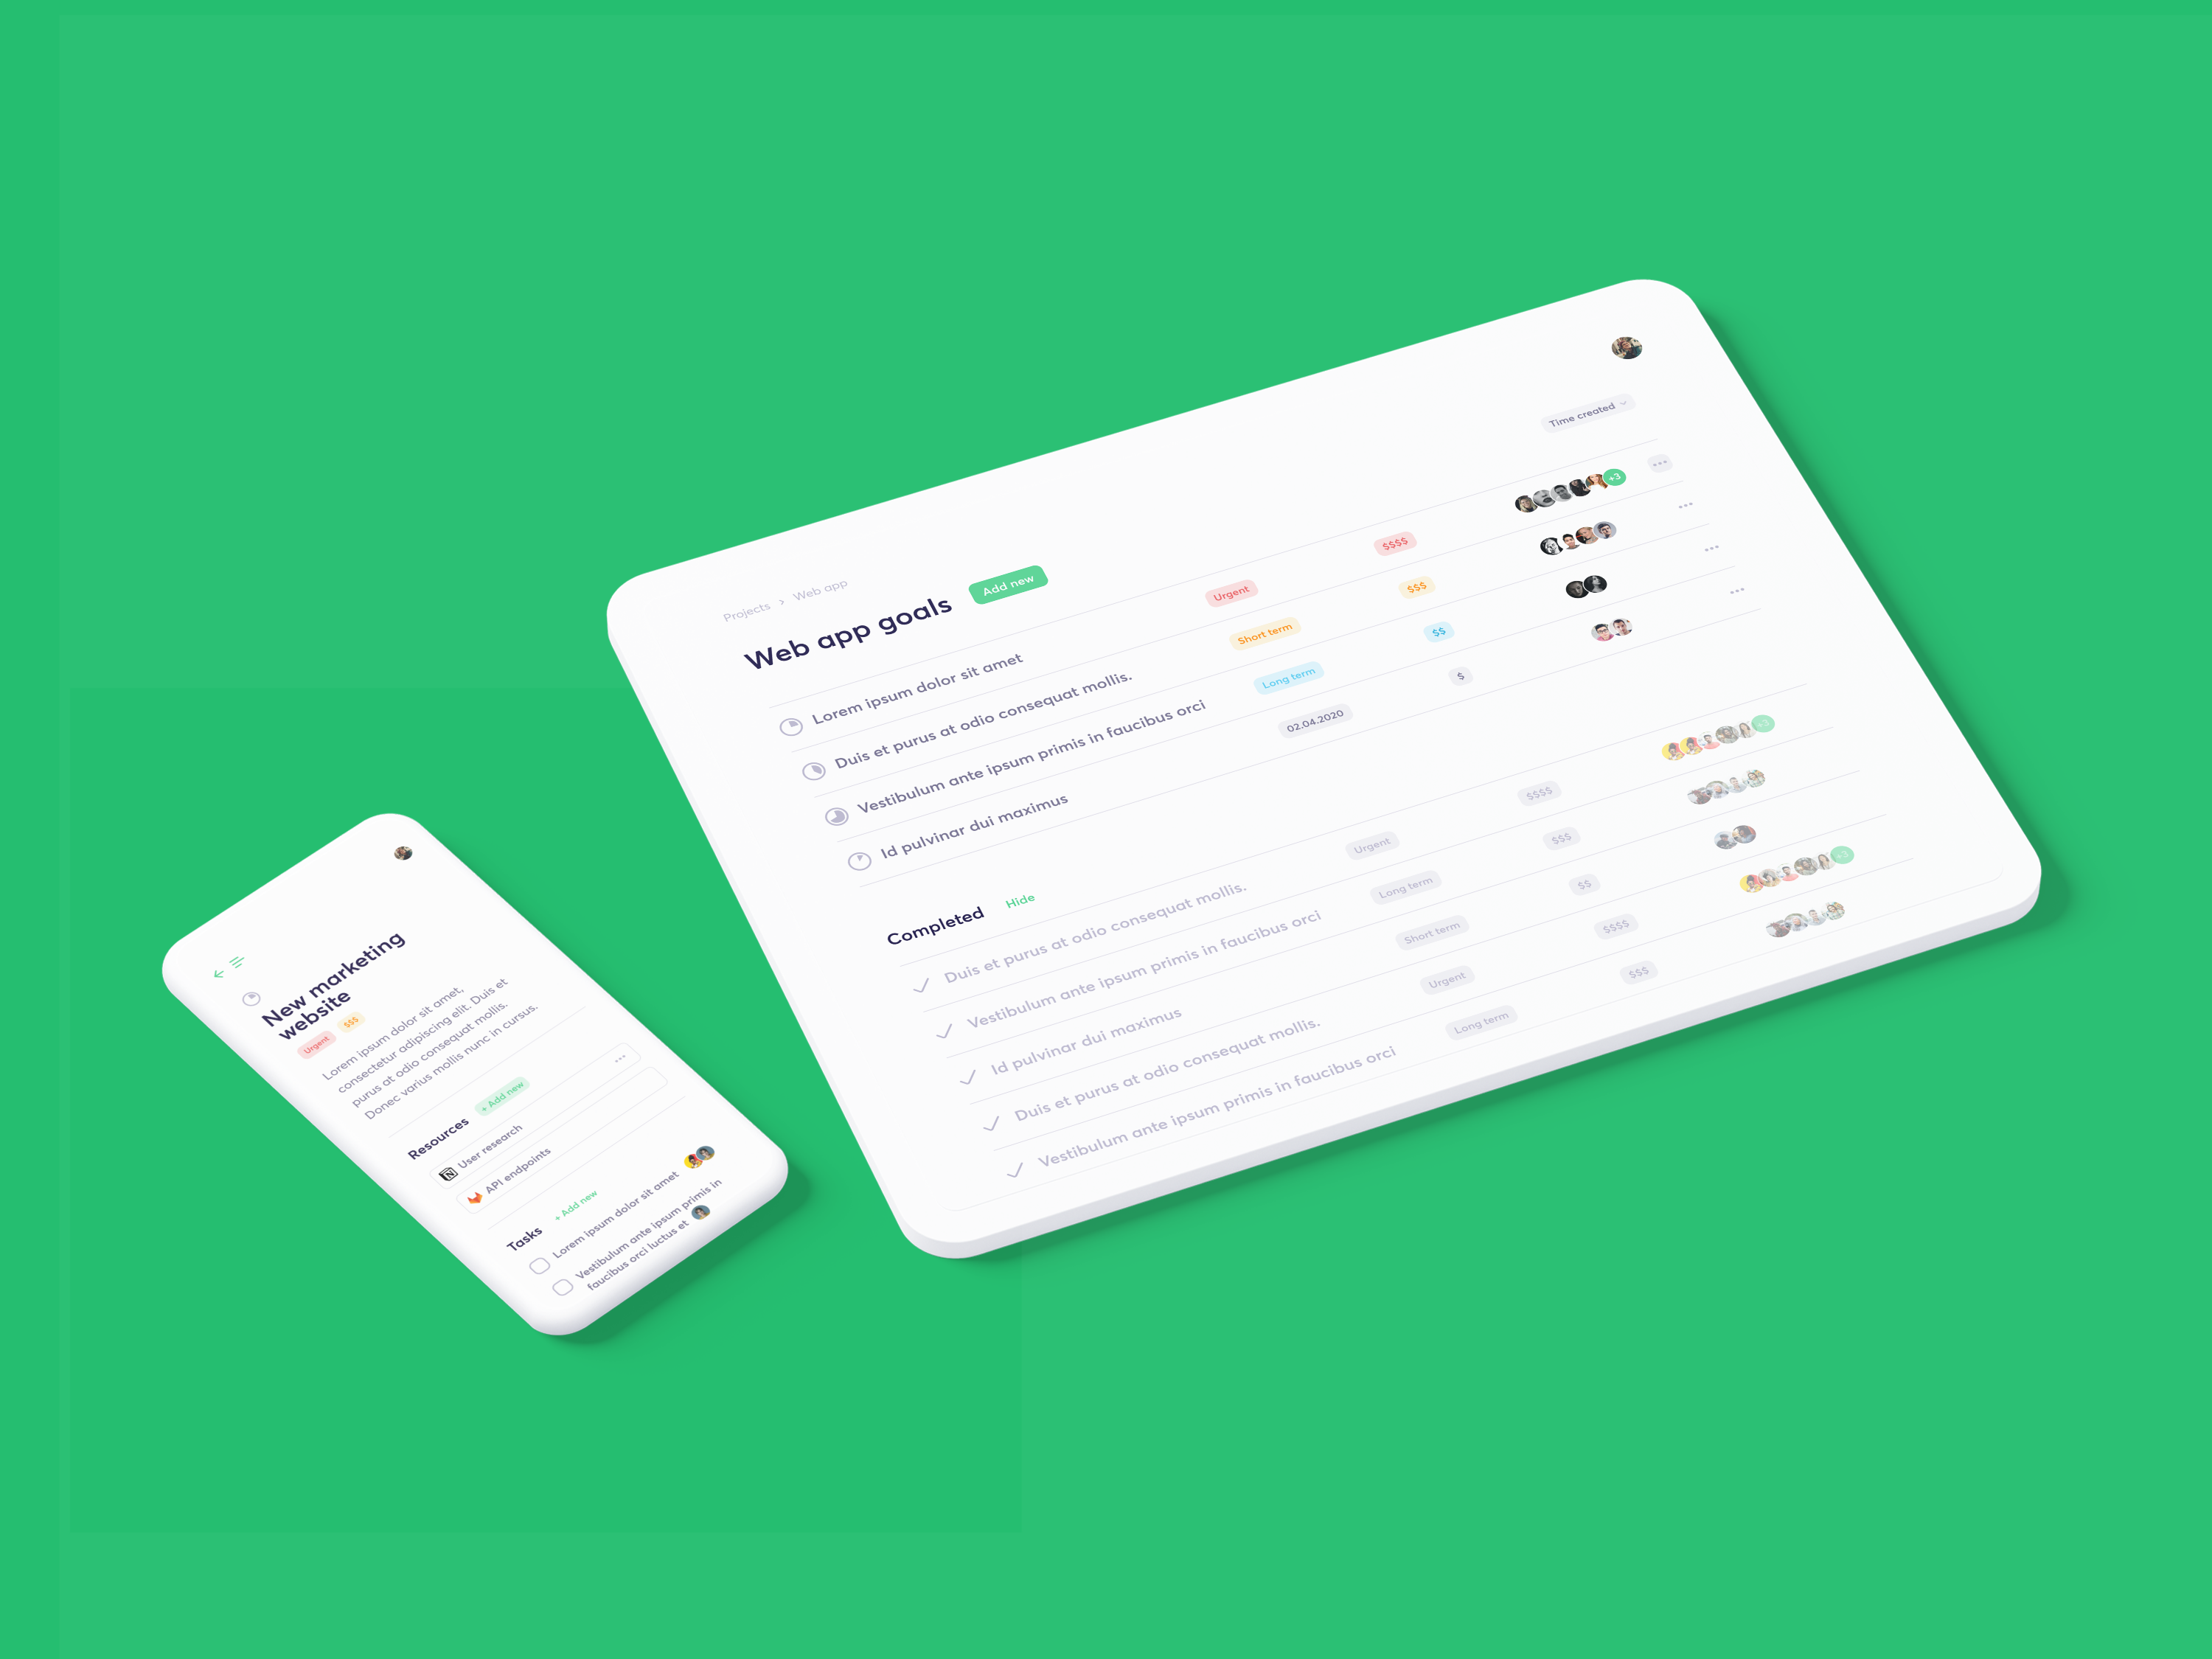 Projects > Web app
Web app goals Add new
Time created
Lorem ipsum dolor sit amet Urgent $$$$ +3
Duis et purus at odio consequat mollis. Short term $$$
Vestibulum ante ipsum primis in faucibus orci Long term $$
Id pulvinar dui maximus 02.04.2020 $
Completed Hide
Duis et purus at odio consequat mollis. Urgent $$$$ +3
Vestibulum ante ipsum primis in faucibus orci Long term $$$
Id pulvinar dui maximus Short term $$
Duis et purus at odio consequat mollis. Urgent $$$$ +3
Vestibulum ante ipsum primis in faucibus orci Long term $$$
New marketing
website
Urgent $$$
Lorem ipsum dolor sit amet,
consectetur adipiscing elit. Duis et
purus at odio consequat mollis.
Donec varius mollis nunc in cursus.
Resources + Add new
User research
API endpoints
Tasks + Add new
Lorem ipsum dolor sit amet
Vestibulum ante ipsum primis in
faucibus orci luctus et